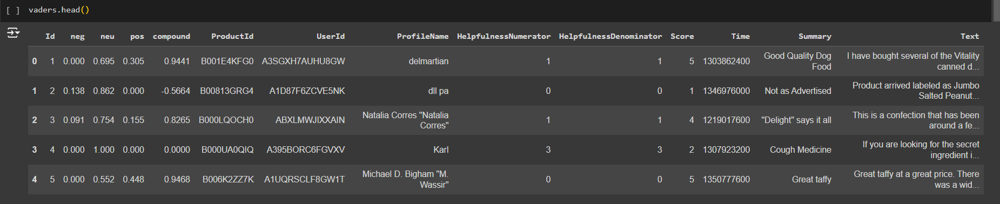 [ ] vaders.head()
Id neg neu pos compound ProductId UserId ProfileName HelpfulnessNumerator HelpfulnessDenominator Score Time Summary Text
0 1 0.000 0.695 0.305 0.9441 B001E4KFG0 A3SGXH7AUHU8GW delmartian 1 1 5 1303862400 Good Quality Dog Food I have bought several of the Vitality canned d...
1 2 0.138 0.862 0.000 -0.5664 B00813GRG4 A1D87F6ZCVE5NK dll pa 0 0 1 1346976000 Not as Advertised Product arrived labeled as Jumbo Salted Peanut...
2 3 0.091 0.754 0.155 0.8265 B000LQOCH0 ABXLMWJIXXAIN Natalia Corres "Natalia Corres" 1 1 4 1219017600 "Delight" says it all This is a confection that has been around a fe...
3 4 0.000 1.000 0.000 0.0000 B000UA0QIQ A395BORC6FGVXV Karl 3 3 2 1307923200 Cough Medicine If you are looking for the secret ingredient i...
4 5 0.000 0.552 0.448 0.9468 B006K2ZZ7K A1UQRSCLF8GW1T Michael D. Bigham "M. Wassir" 0 0 5 1350777600 Great taffy Great taffy at a great price. There was a wid...